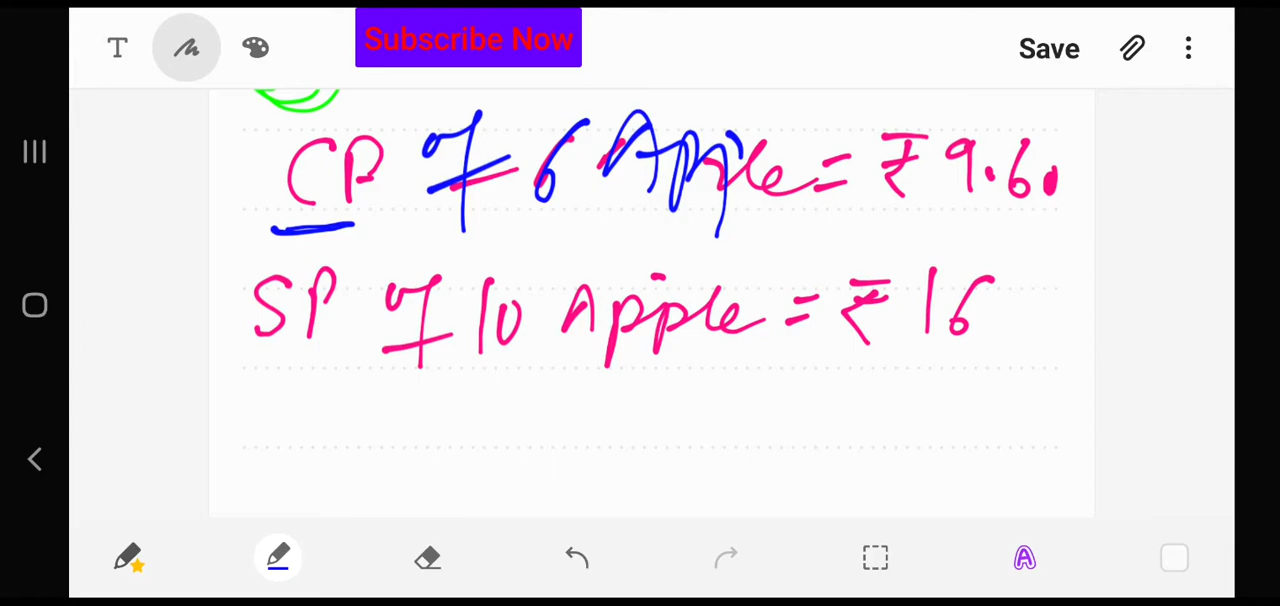 Subscribe Now
T Save
CP of 6 Apple = ₹ 9.60
SP of 10 Apple = ₹ 16
A